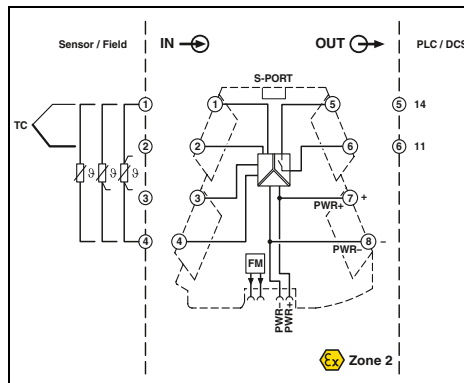 Sensor / Field
IN
OUT
PLC / DCS
S-PORT
TC
1
1
5
5
14
2
2
6
6
11
ϑ
ϑ
ϑ
3
3
7
+
PWR+
4
4
8
–
PWR–
FM
PWR–
PWR+
Ex
Zone 2